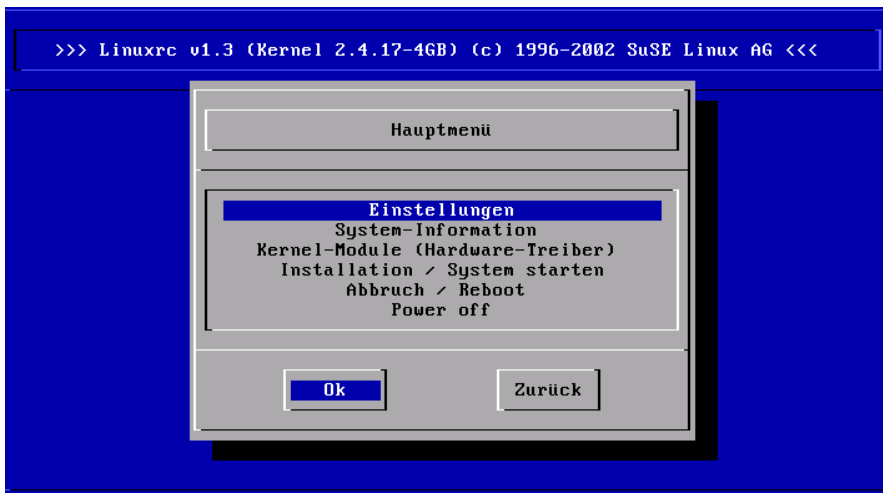 >>> Linuxrc v1.3 (Kernel 2.4.17-4GB) (c) 1996-2002 SuSE Linux AG <<<
Hauptmenü
Einstellungen
System-Information
Kernel-Module (Hardware-Treiber)
Installation / System starten
Abbruch / Reboot
Power off
Ok
Zurück